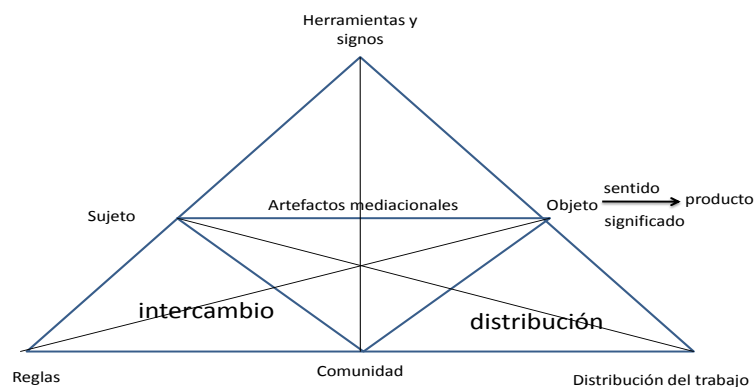 Herramientas y
signos
Sujeto
Artefactos mediacionales
Objeto
sentido
significado
producto
intercambio
distribución
Reglas
Comunidad
Distribución del trabajo